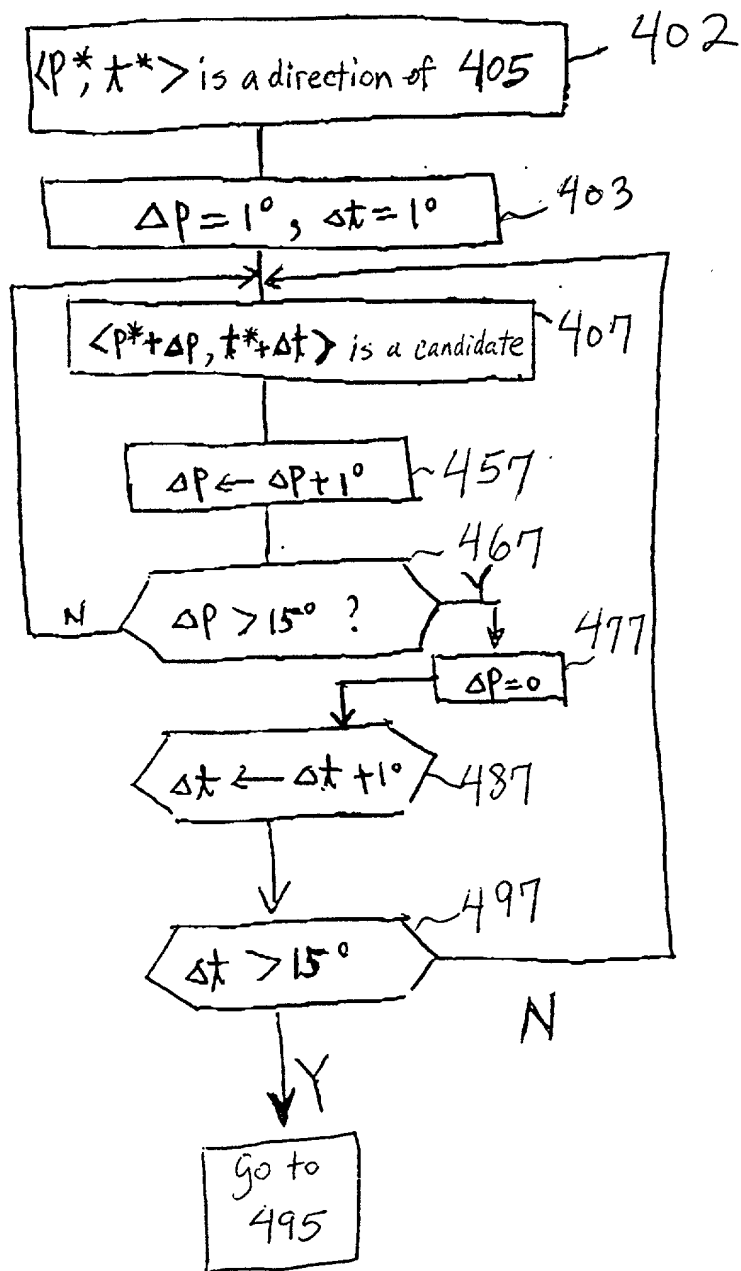 <P*, t*> is a direction of 405
402
ΔP = 1°, Δt = 1°
403
<P*+ΔP, t*+Δt> is a candidate
407
ΔP ← ΔP + 1°
457
467
ΔP > 15° ?
N
Y
477
ΔP = 0
Δt ← Δt + 1°
487
497
Δt > 15°
N
Y
Go to
495